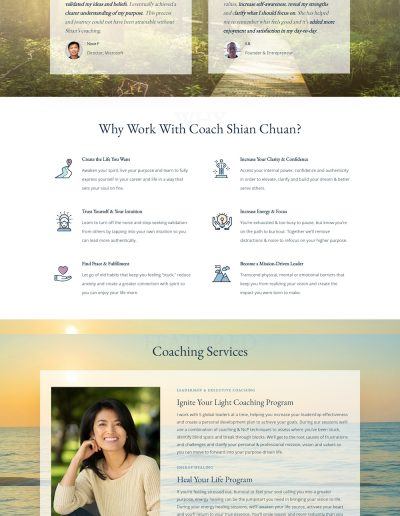 validated my ideas and beliefs. I eventually achieved a
clearer understanding of my purpose. This process
and journey could not have been attainable without
Shian's coaching.
Noor F
Director, Microsoft
values. Increase self-awareness, reveal my strengths
and clarify what I should focus on. She has helped
me to remember what feels good and it's added more
enjoyment and satisfaction in my day-to-day.
Founder & Entrepreneur
Why Work With Coach Shian Chuan?
Create the Life You Want
Awaken your spirit, live your purpose and learn to fully
express yourself in your career and life in a way that
sets your soul on fire.
Increase Your Clarity & Confidence
Access your internal power, confidence and authenticity
in order to elevate, clarify and build your dream & better
serve others.
Trust Yourself & Your Intuition
Learn to turn off the noise and stop seeking validation
from others by tapping into your own intuition so you
can lead more authentically.
Increase Energy & Focus
You're exhausted & too busy to pause, but know you're
on the path to burnout. Together we'll remove
distractions & noise to refocus on your higher purpose.
Find Peace & Fulfillment
Let go of old habits that keep you feeling "stuck," reduce
anxiety and create a greater connection with spirit so
you can enjoy your life more.
Become a Mission-Driven Leader
Transcend physical, mental or emotional barriers that
keep you from realizing your vision and create the
impact you were born to make.
Coaching Services
LEADERSHIP & EXECUTIVE COACHING
Ignite Your Light Coaching Program
I work with 5 global leaders at a time, helping you increase your leadership effectiveness
and create a personal development plan to achieve your goals. During our sessions we'll
use a combination of coaching & NLP techniques to assess where you've been stuck,
identify blind spots and break through blocks. We'll get to the root causes of frustrations
and challenges and clarify your personal & professional mission, vision and values so
you can move to forward into your purpose-driven life.
ENERGY HEALING
Heal Your Life Program
If you're feeling stressed out, burnout or feel your soul calling you into a greater
purpose, energy healing can be the jumpstart you need in bringing your vision to life.
During your energy healing sessions, we'll awaken your life source, activate your heart
and you'll return to your true essence. You'll enjoy